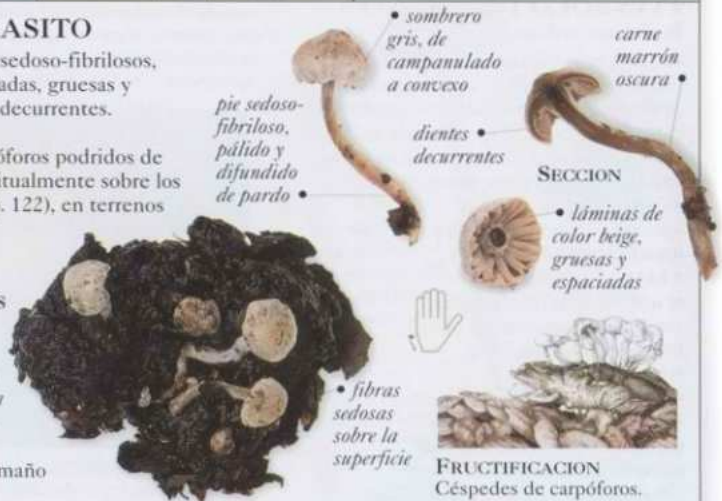 ASITO
sedoso-fibrilosos,
adas, gruesas y
decurrentes.
óforos podridos de
itualmente sobre los
. 122), en terrenos
s
y
maño
pie sedoso-
fibriloso,
pálido y
difundido
de pardo
sombrero
gris, de
campanulado
a convexo
dientes
decurrentes
carne
marrón
oscura
SECCION
láminas de
color beige,
gruesas y
espaciadas
fibras
sedosas
sobre la
superficie
FRUCTIFICACION
Céspedes de carpóforos.